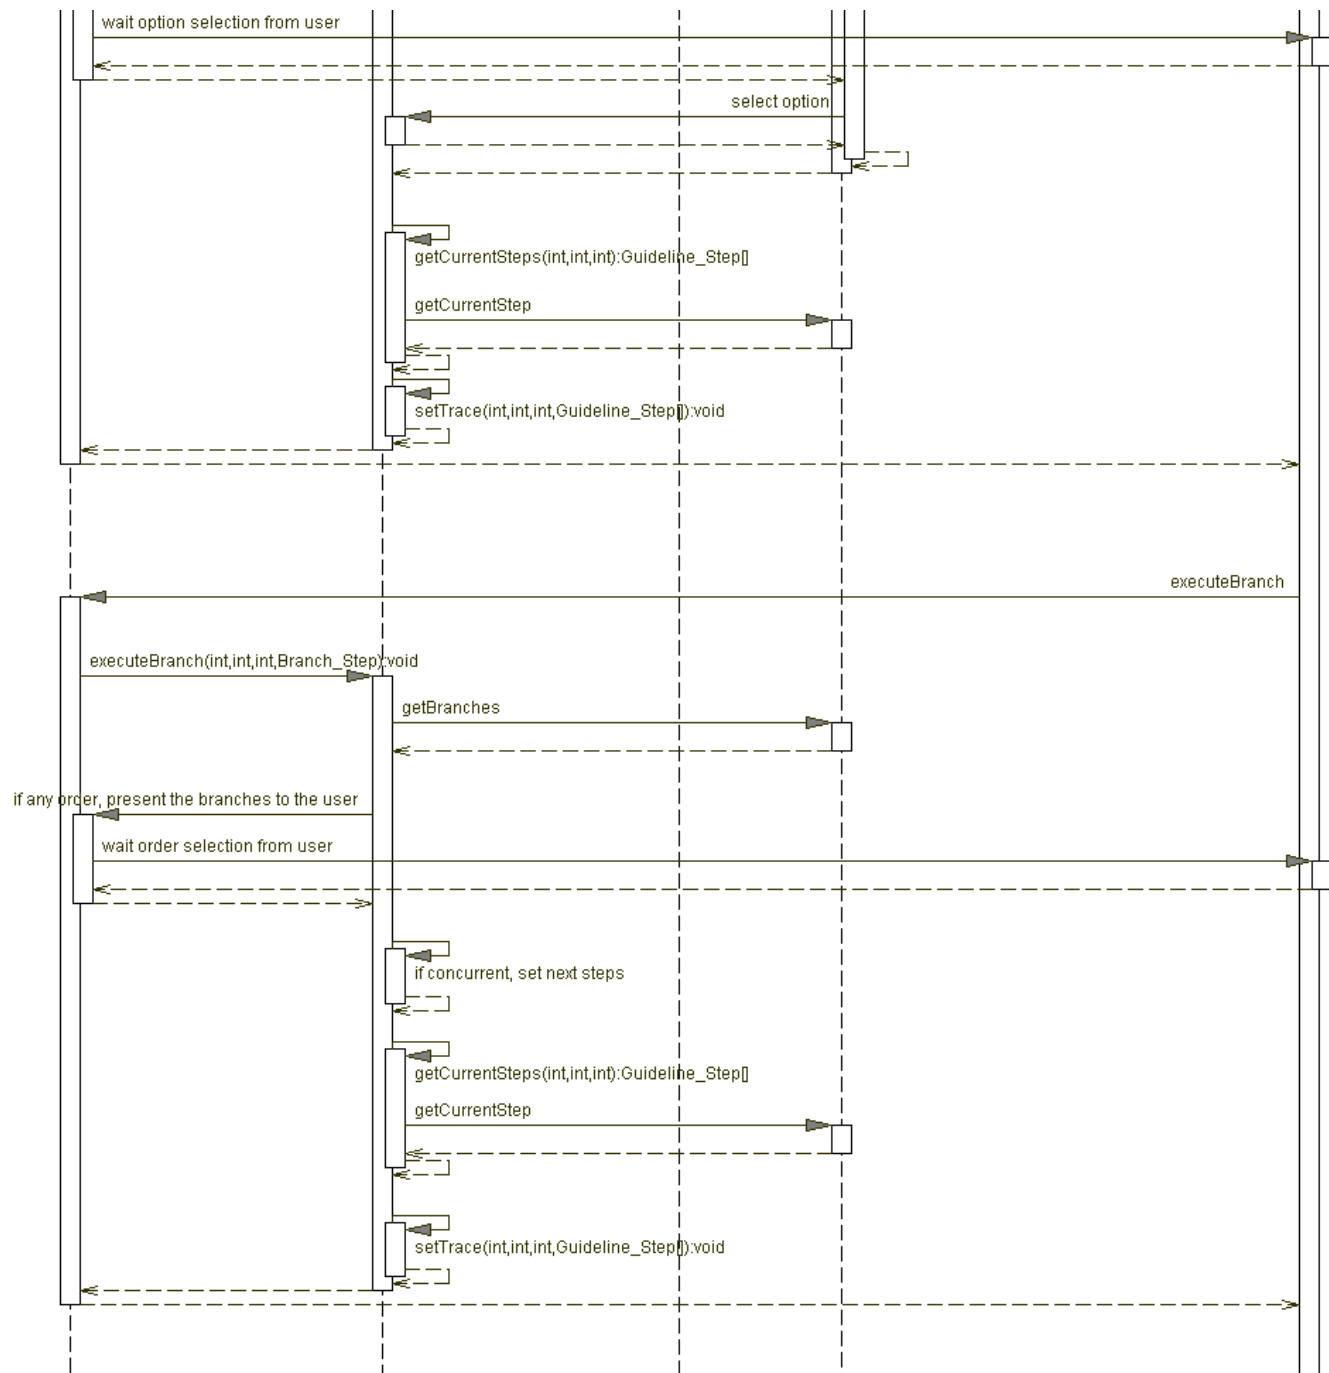 wait option selection from user
select option
getCurrentSteps(int,int,int):Guideline_Step[]
getCurrentStep
setTrace(int,int,int,Guideline_Step[]):void
executeBranch
executeBranch(int,int,int,Branch_Step):void
getBranches
if any order, present the branches to the user
wait order selection from user
if concurrent, set next steps
getCurrentSteps(int,int,int):Guideline_Step[]
getCurrentStep
setTrace(int,int,int,Guideline_Step[]):void